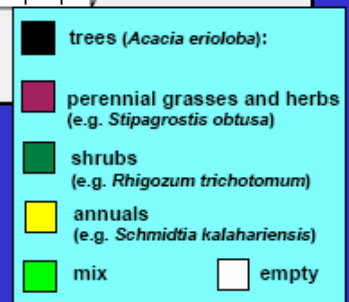 trees (Acacia erioloba):
perennial grasses and herbs
(e.g. Stipagrostis obtusa)
shrubs
(e.g. Rhigozum trichotomum)
annuals
(e.g. Schmidtia kalahariensis)
mix empty